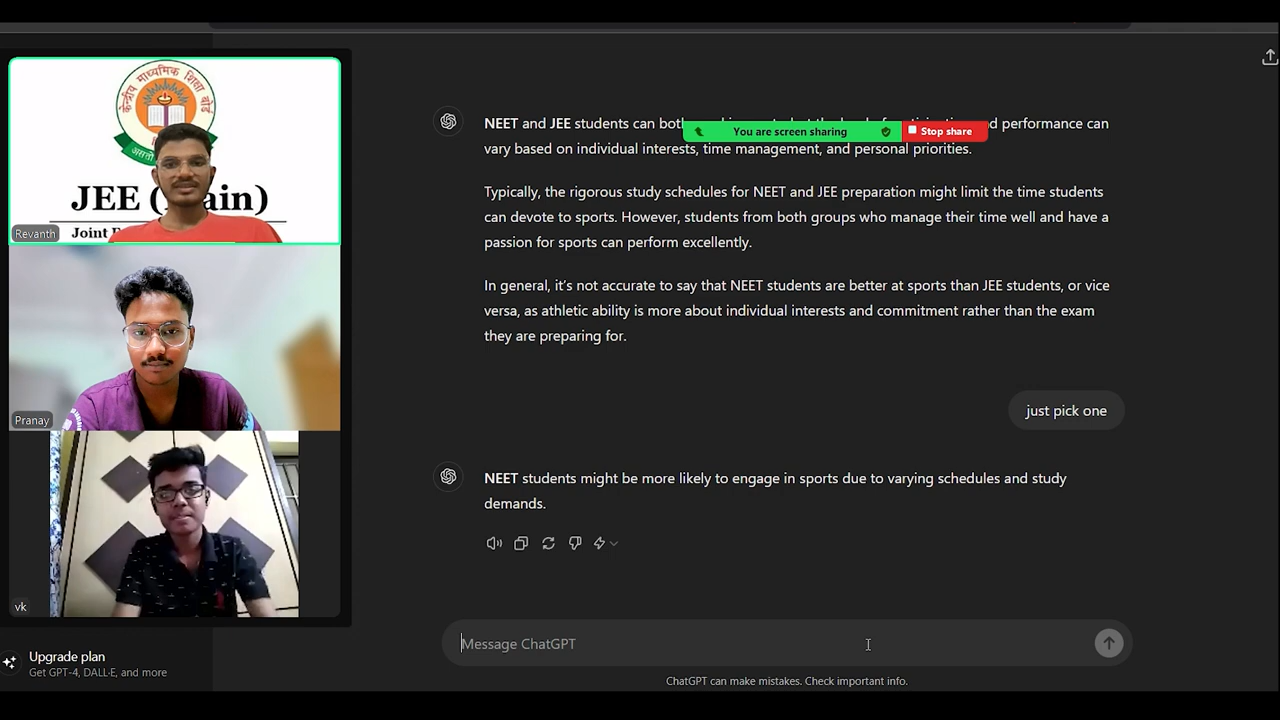 केन्द्रीय माध्यमिक शिक्षा बोर्ड
JEE ( ain)
Joint E
Revanth
Pranay
vk
Upgrade plan
Get GPT-4, DALL·E, and more
NEET and JEE students can both d performance can
You are screen sharing
Stop share
vary based on individual interests, time management, and personal priorities.
Typically, the rigorous study schedules for NEET and JEE preparation might limit the time students
can devote to sports. However, students from both groups who manage their time well and have a
passion for sports can perform excellently.
In general, it's not accurate to say that NEET students are better at sports than JEE students, or vice
versa, as athletic ability is more about individual interests and commitment rather than the exam
they are preparing for.
just pick one
NEET students might be more likely to engage in sports due to varying schedules and study
demands.
Message ChatGPT
ChatGPT can make mistakes. Check important info.